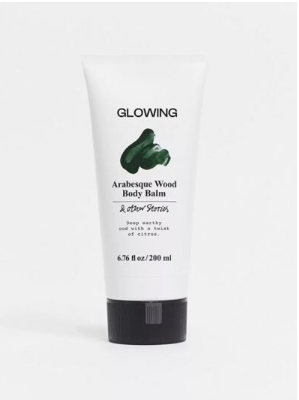 GLOWING
Arabesque Wood
Body Balm
& other Stories
Deep earthy
oud with a twist
of citrus.
6.76 fl oz/200 ml